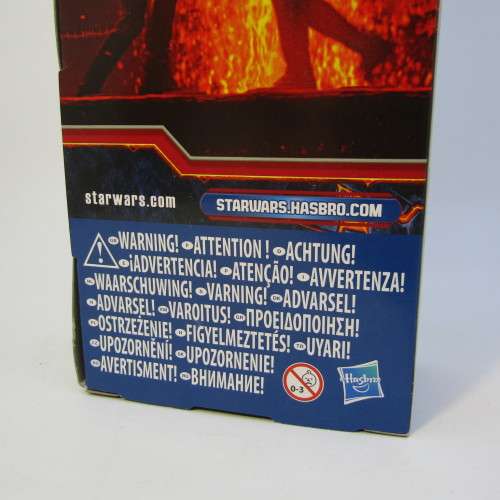 starwars.com
STARWARS.HASBRO.COM
WARNING! ATTENTION! ACHTUNG!
¡ADVERTENCIA! ATENÇÃO! AVVERTENZA!
WAARSCHUWING! VARNING! ADVARSEL!
ADVARSEL! VAROITUS! ΠΡΟΕΙΔΟΠΟΙΗΣΗ!
OSTRZEŻENIE! FIGYELMEZTETÉS! UYARI!
UPOZORNĚNÍ! UPOZORNENIE!
AVERTISMENT! ВНИМАНИЕ!
0-3
Hasbro